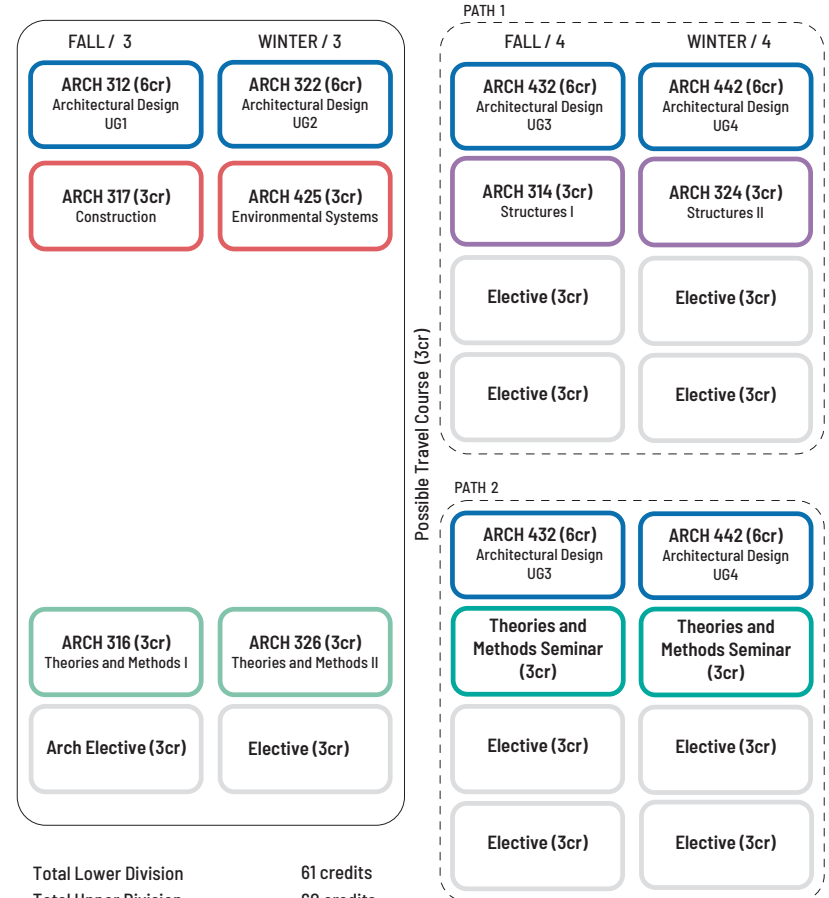 FALL / 3
WINTER / 3
ARCH 312 (6cr)
Architectural Design
UG1
ARCH 322 (6cr)
Architectural Design
UG2
ARCH 317 (3cr)
Construction
ARCH 425 (3cr)
Environmental Systems
ARCH 316 (3cr)
Theories and Methods I
ARCH 326 (3cr)
Theories and Methods II
Arch Elective (3cr)
Elective (3cr)
Possible Travel Course (3cr)
PATH 1
FALL / 4
WINTER / 4
ARCH 432 (6cr)
Architectural Design
UG3
ARCH 442 (6cr)
Architectural Design
UG4
ARCH 314 (3cr)
Structures I
ARCH 324 (3cr)
Structures II
Elective (3cr)
Elective (3cr)
Elective (3cr)
Elective (3cr)
PATH 2
ARCH 432 (6cr)
Architectural Design
UG3
ARCH 442 (6cr)
Architectural Design
UG4
Theories and
Methods Seminar
(3cr)
Theories and
Methods Seminar
(3cr)
Elective (3cr)
Elective (3cr)
Elective (3cr)
Elective (3cr)
Total Lower Division 61 credits
Total Upper Division